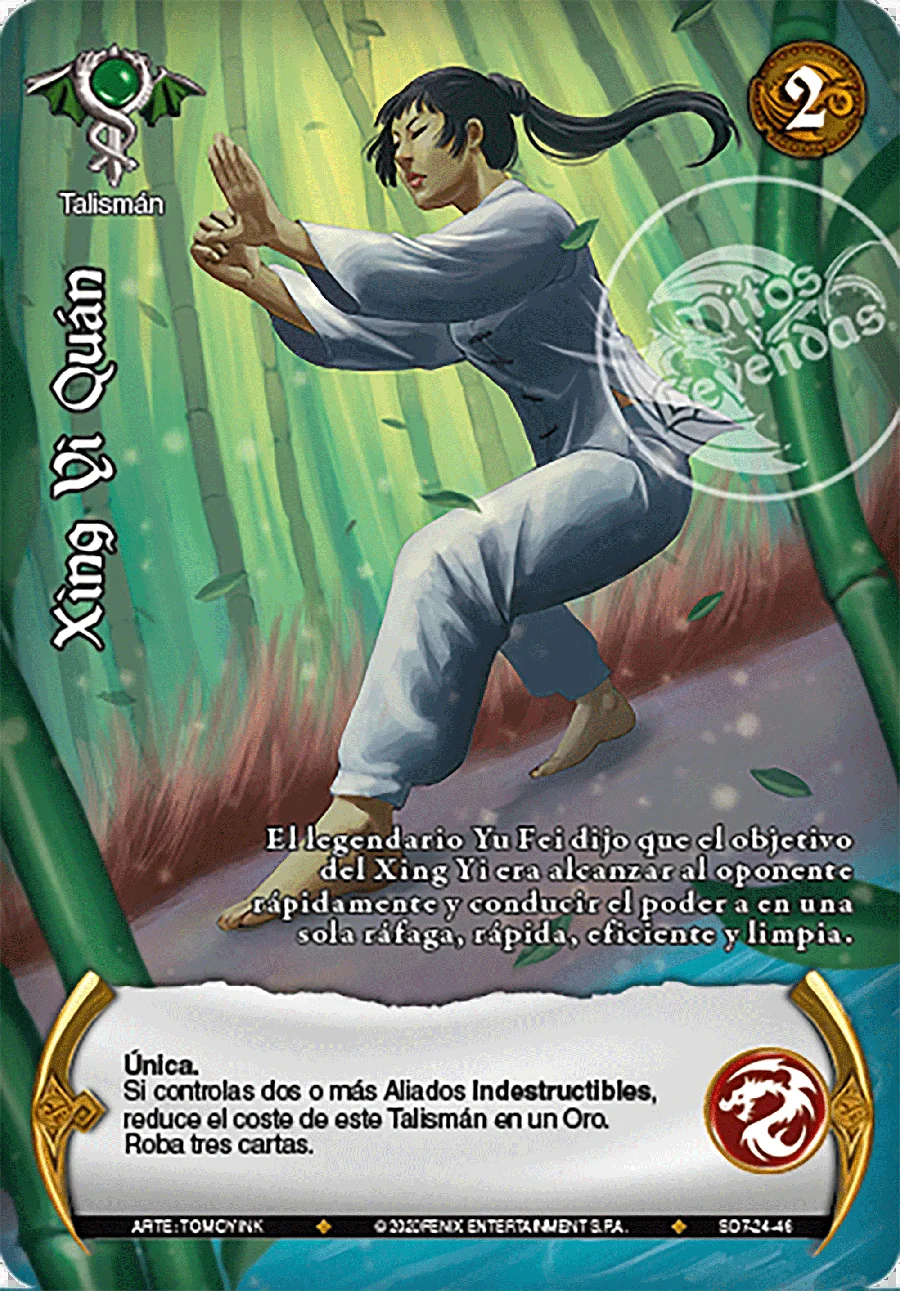 2
Talismán
Xing Yi Quán
Mitos
y
Leyendas
El legendario Yu Fei dijo que el objetivo
del Xing Yi era alcanzar al oponente
rápidamente y conducir el poder a en una
sola ráfaga, rápida, eficiente y limpia.
Única.
Si controlas dos o más Aliados Indestructibles,
reduce el coste de este Talismán en un Oro.
Roba tres cartas.
ARTE: TOMOYINK © 2020 FENIX ENTERTAINMENT S.P.A. SO7-24-46